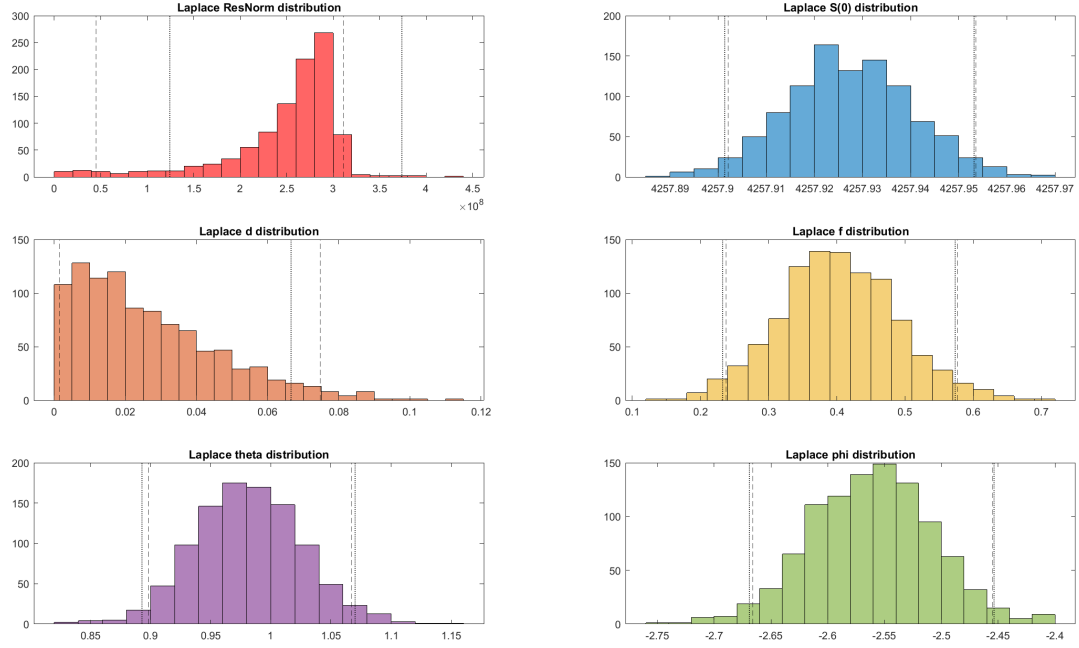 Laplace ResNorm distribution
300
250
200
150
100
50
0
0 0.5 1 1.5 2 2.5 3 3.5 4 4.5
×10^8
Laplace S(0) distribution
200
150
100
50
0
4257.89 4257.9 4257.91 4257.92 4257.93 4257.94 4257.95 4257.96 4257.97
Laplace d distribution
150
100
50
0
0 0.02 0.04 0.06 0.08 0.1 0.12
Laplace f distribution
150
100
50
0
0.1 0.2 0.3 0.4 0.5 0.6 0.7
Laplace theta distribution
200
150
100
50
0
0.85 0.9 0.95 1 1.05 1.1 1.15
Laplace phi distribution
150
100
50
0
-2.75 -2.7 -2.65 -2.6 -2.55 -2.5 -2.45 -2.4